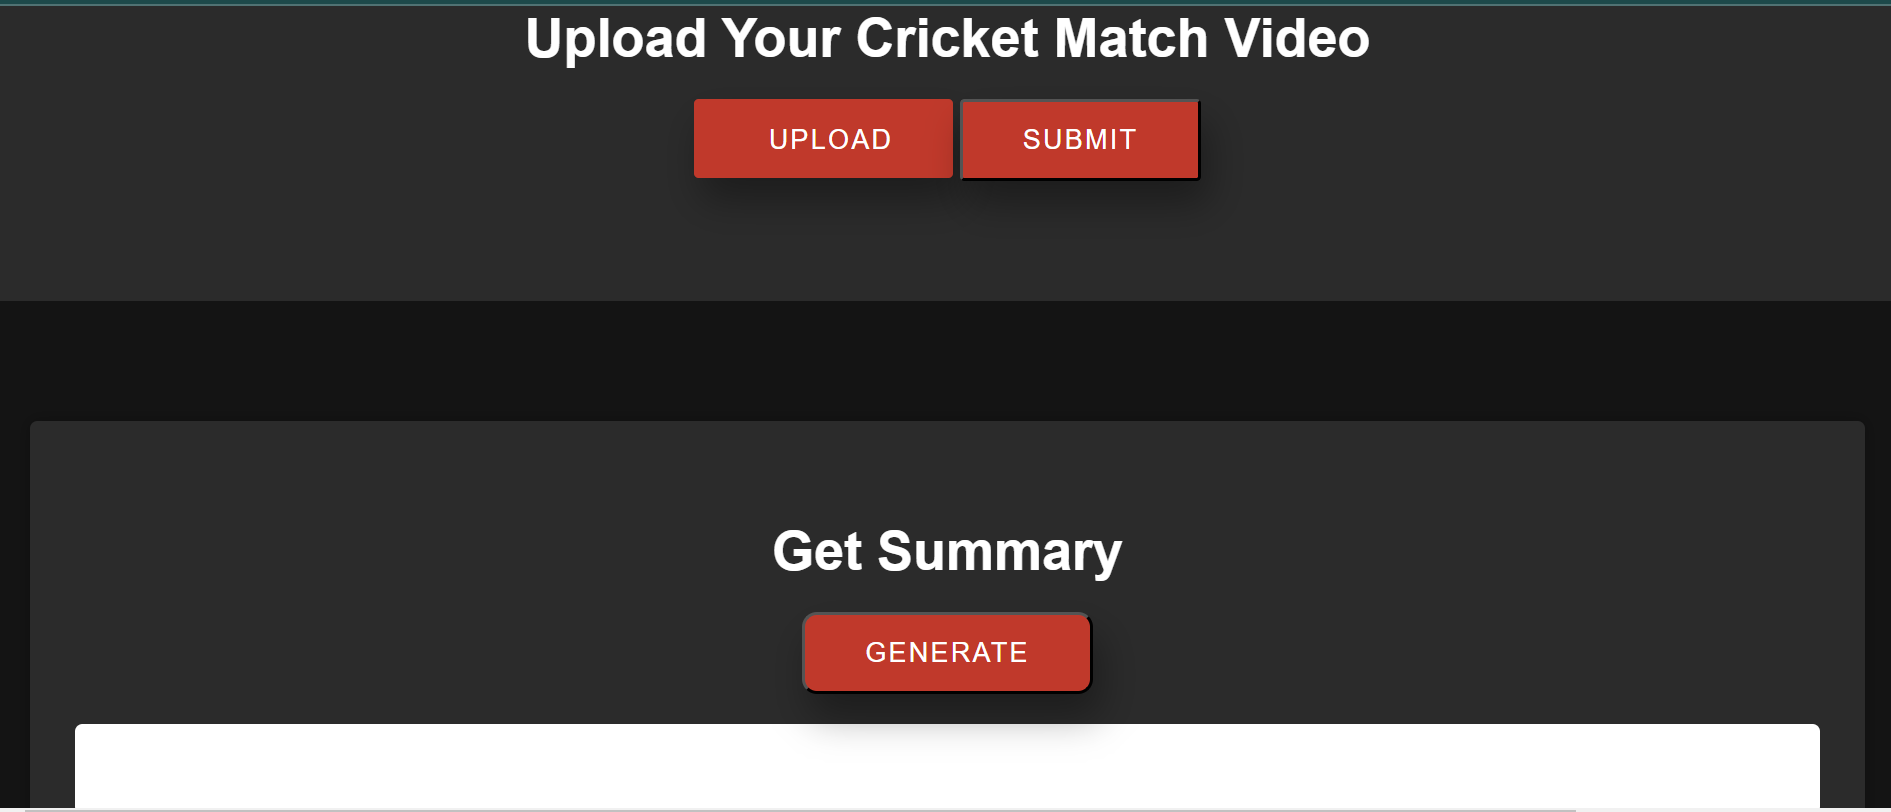 Upload Your Cricket Match Video
UPLOAD SUBMIT
Get Summary
GENERATE